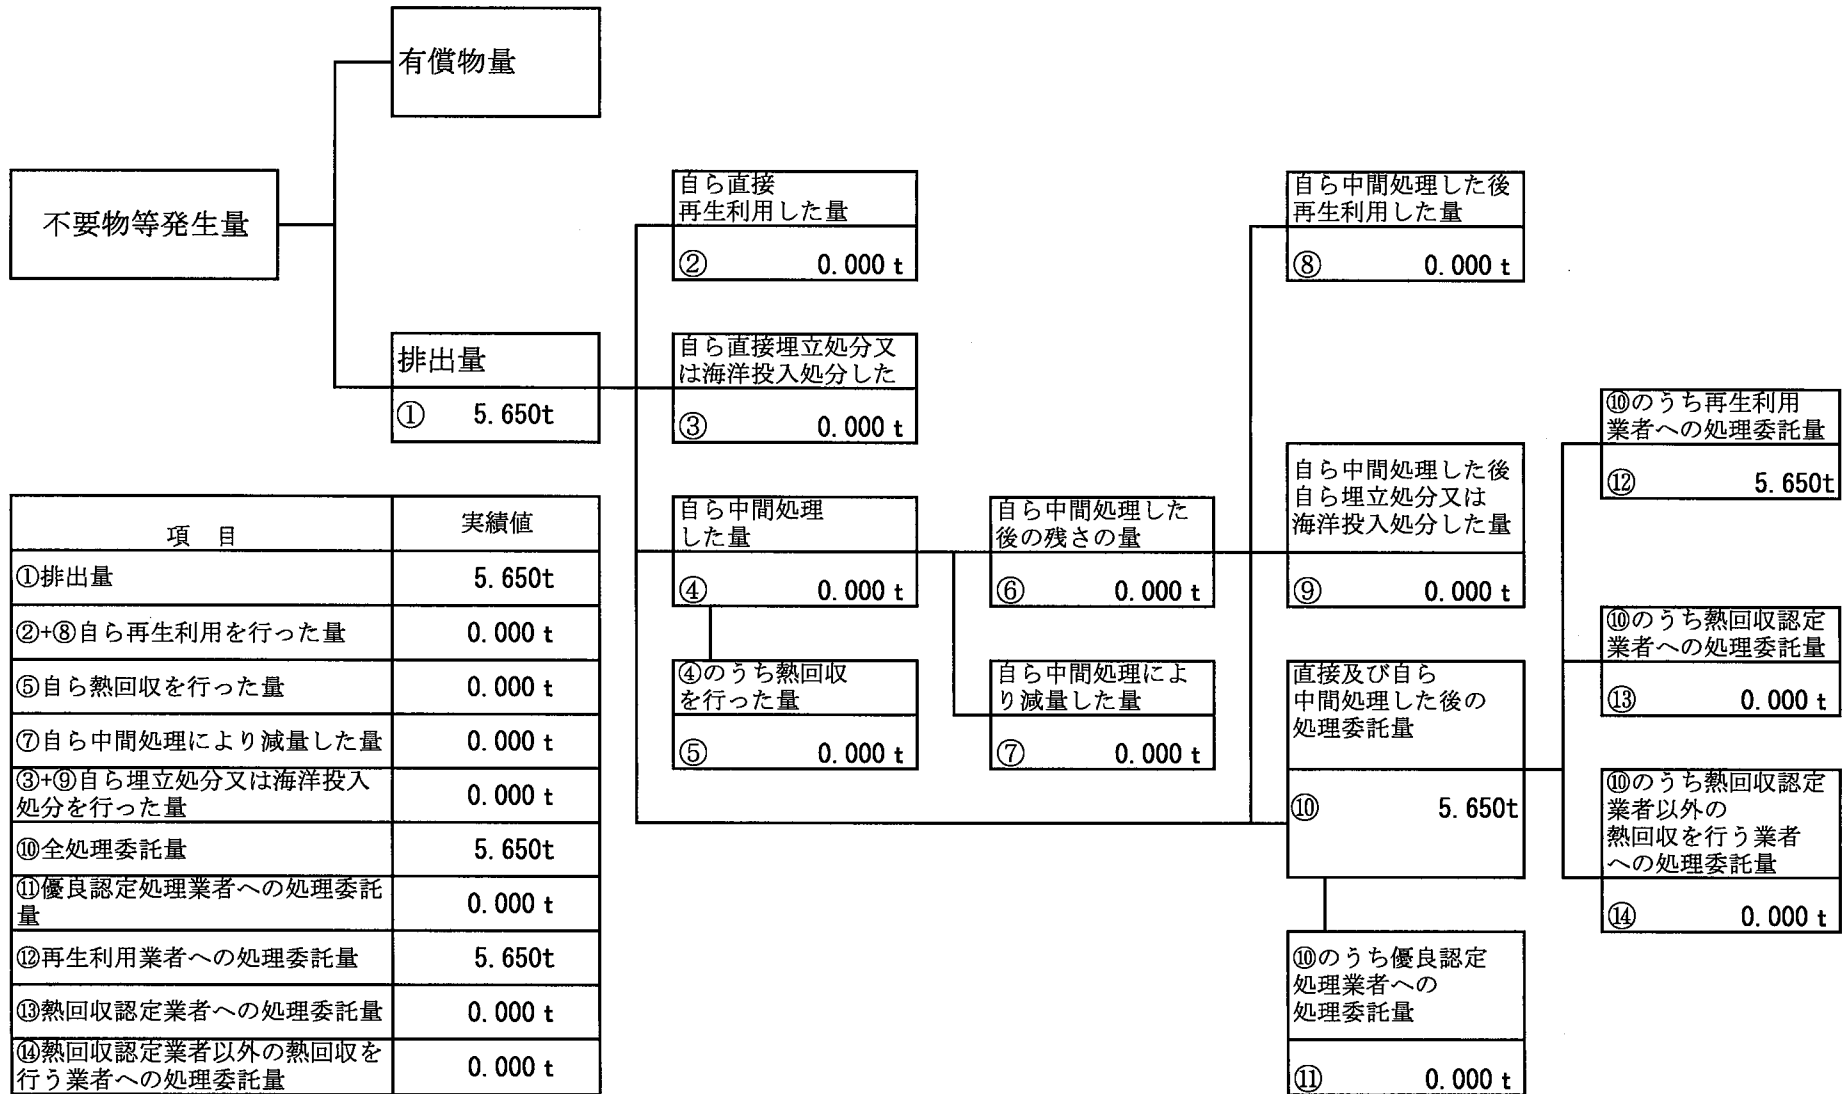 有償物量
不要物等発生量
排出量
① 5.650t
自ら直接
再生利用した量
② 0.000 t
自ら直接埋立処分又
は海洋投入処分した
③ 0.000 t
自ら中間処理
した量
④ 0.000 t
④のうち熱回収
を行った量
⑤ 0.000 t
自ら中間処理した
後の残さの量
⑥ 0.000 t
自ら中間処理によ
り減量した量
⑦ 0.000 t
自ら中間処理した後
再生利用した量
⑧ 0.000 t
自ら中間処理した後
自ら埋立処分又は
海洋投入処分した量
⑨ 0.000 t
直接及び自ら
中間処理した後の
処理委託量
⑩ 5.650t
⑩のうち優良認定
処理業者への
処理委託量
⑪ 0.000 t
⑩のうち再生利用
業者への処理委託量
⑫ 5.650t
⑩のうち熱回収認定
業者への処理委託量
⑬ 0.000 t
⑩のうち熱回収認定
業者以外の
熱回収を行う業者
への処理委託量
⑭ 0.000 t
項 目 実績値
①排出量 5.650t
②+⑧自ら再生利用を行った量 0.000 t
⑤自ら熱回収を行った量 0.000 t
⑦自ら中間処理により減量した量 0.000 t
③+⑨自ら埋立処分又は海洋投入
処分を行った量 0.000 t
⑩全処理委託量 5.650t
⑪優良認定処理業者への処理委託
量 0.000 t
⑫再生利用業者への処理委託量 5.650t
⑬熱回収認定業者への処理委託量 0.000 t
⑭熱回収認定業者以外の熱回収を
行う業者への処理委託量 0.000 t